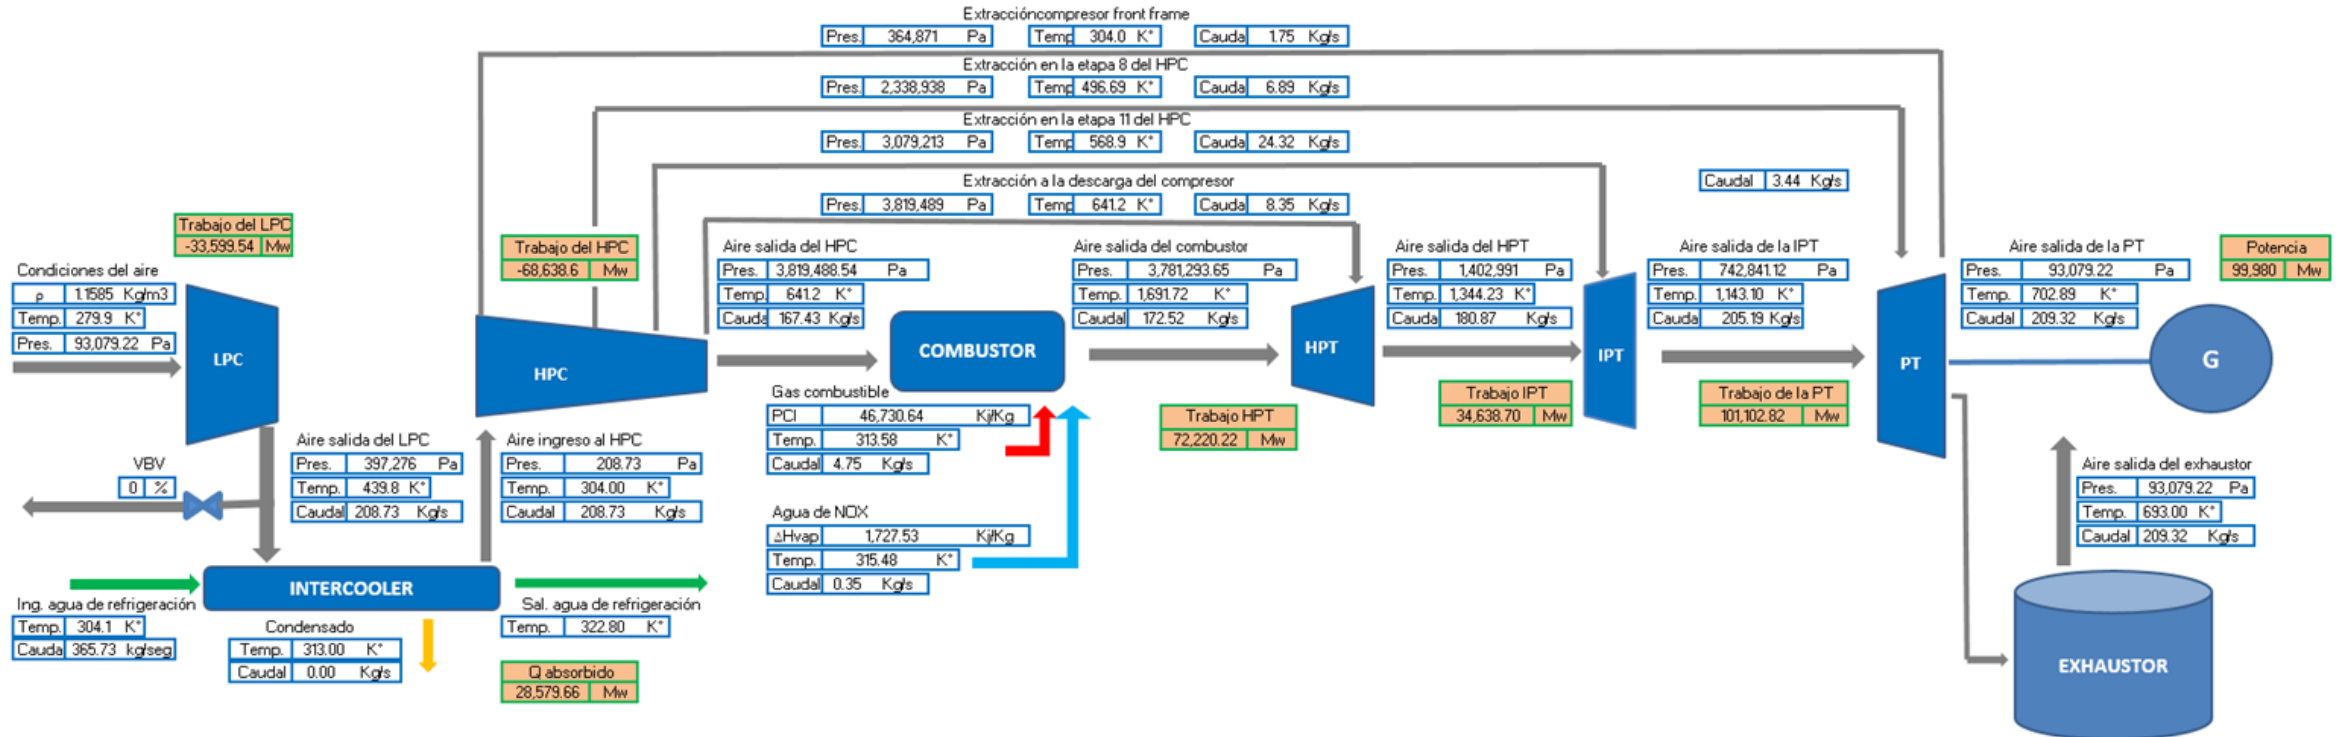 Extraccióncompresor front frame
Pres. 364,871 Pa Temp 304.0 K° Cauda 1.75 Kg/s
Extracción en la etapa 8 del HPC
Pres. 2,338,938 Pa Temp 496.69 K° Cauda 6.89 Kg/s
Extracción en la etapa 11 del HPC
Pres. 3,079,213 Pa Temp 568.9 K° Cauda 24.32 Kg/s
Extracción a la descarga del compresor
Pres. 3,819,489 Pa Temp 641.2 K° Cauda 8.35 Kg/s
Caudal 3.44 Kg/s
Trabajo del LPC
-33,599.54 Mw
Condiciones del aire
ρ 1.1585 Kg/m3
Temp. 279.9 K°
Pres. 93,079.22 Pa
LPC
Trabajo del HPC
-68,638.6 Mw
HPC
Aire salida del HPC
Pres. 3,819,488.54 Pa
Temp. 641.2 K°
Cauda 167.43 Kg/s
COMBUSTOR
Aire salida del combustor
Pres. 3,781,293.65 Pa
Temp. 1,691.72 K°
Caudal 172.52 Kg/s
HPT
Aire salida del HPT
Pres. 1,402,991 Pa
Temp. 1,344.23 K°
Cauda 180.87 Kg/s
IPT
Aire salida de la IPT
Pres. 742,841.12 Pa
Temp. 1,143.10 K°
Cauda 205.19 Kg/s
PT
Aire salida de la PT
Pres. 93,079.22 Pa
Temp. 702.89 K°
Caudal 209.32 Kg/s
Potencia
99,980 Mw
G
Trabajo HPT
72,220.22 Mw
Trabajo IPT
34,638.70 Mw
Trabajo de la PT
101,102.82 Mw
Gas combustible
PCI 46,730.64 Kj/Kg
Temp. 313.58 K°
Caudal 4.75 Kg/s
Agua de NOX
ΔHvap 1,727.53 Kj/Kg
Temp. 315.48 K°
Caudal 0.35 Kg/s
VBV
0 %
Aire salida del LPC
Pres. 397,276 Pa
Temp. 439.8 K°
Caudal 208.73 Kg/s
Aire ingreso al HPC
Pres. 208.73 Pa
Temp. 304.00 K°
Caudal 208.73 Kg/s
INTERCOOLER
Ing. agua de refrigeración
Temp. 304.1 K°
Cauda 365.73 kg/seg
Condensado
Temp. 313.00 K°
Caudal 0.00 Kg/s
Sal. agua de refrigeración
Temp. 322.80 K°
Q absorbido
28,579.66 Mw
Aire salida del exhaustor
Pres. 93,079.22 Pa
Temp. 693.00 K°
Caudal 209.32 Kg/s
EXHAUSTOR